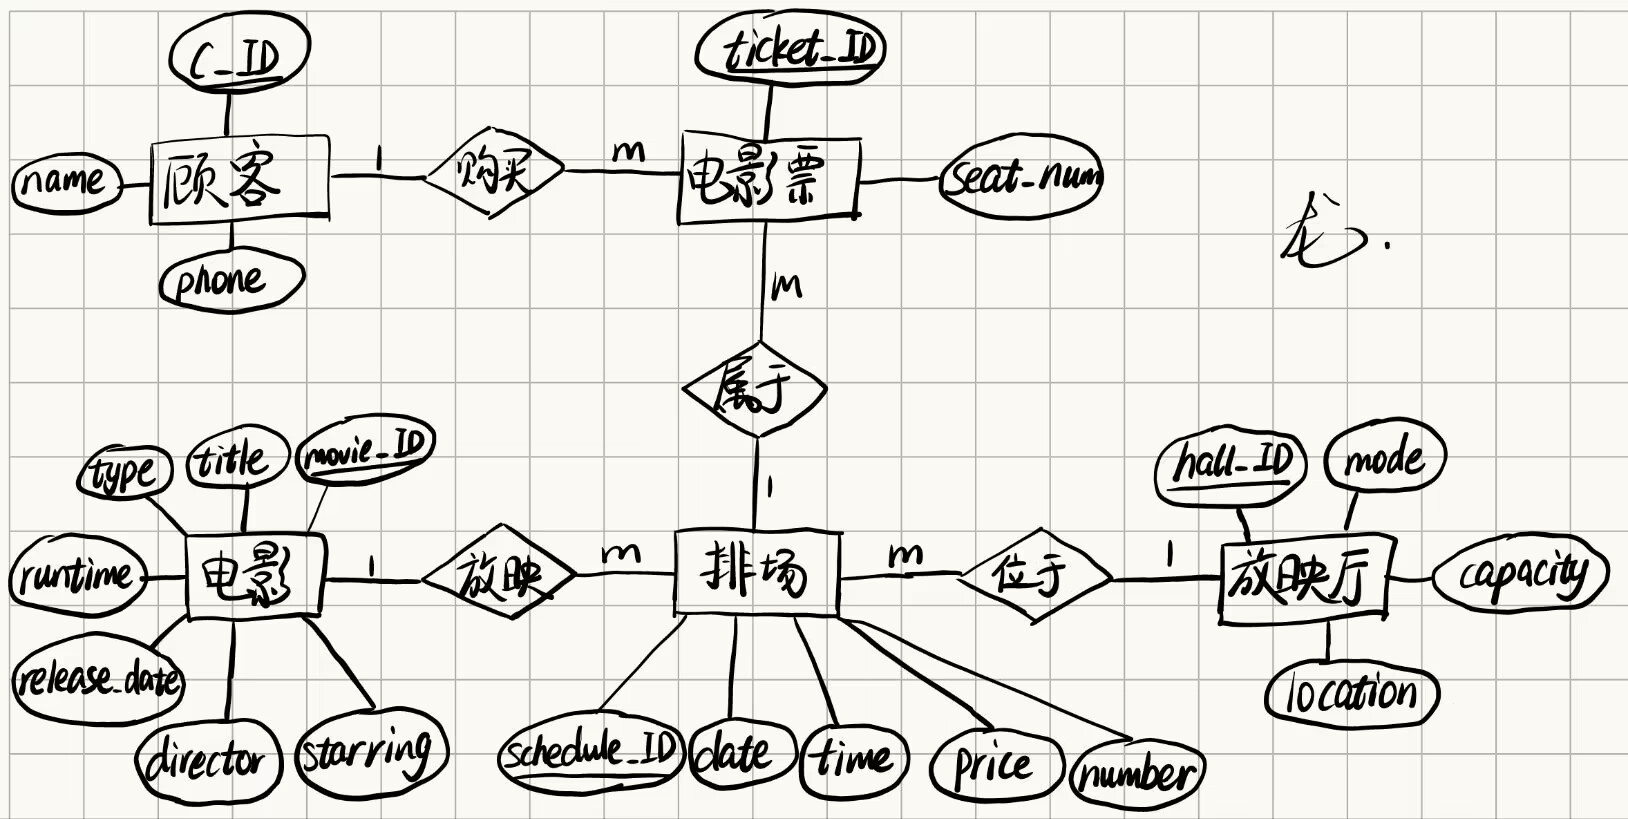 C_ID
ticket_ID
name
顾客
1
购买
m
电影票
seat_num
phone
m
属于
1
type
title
movie_ID
hall_ID
mode
runtime
电影
1
放映
m
排场
m
位于
1
放映厅
capacity
release_date
location
director
starring
schedule_ID
date
time
price
number